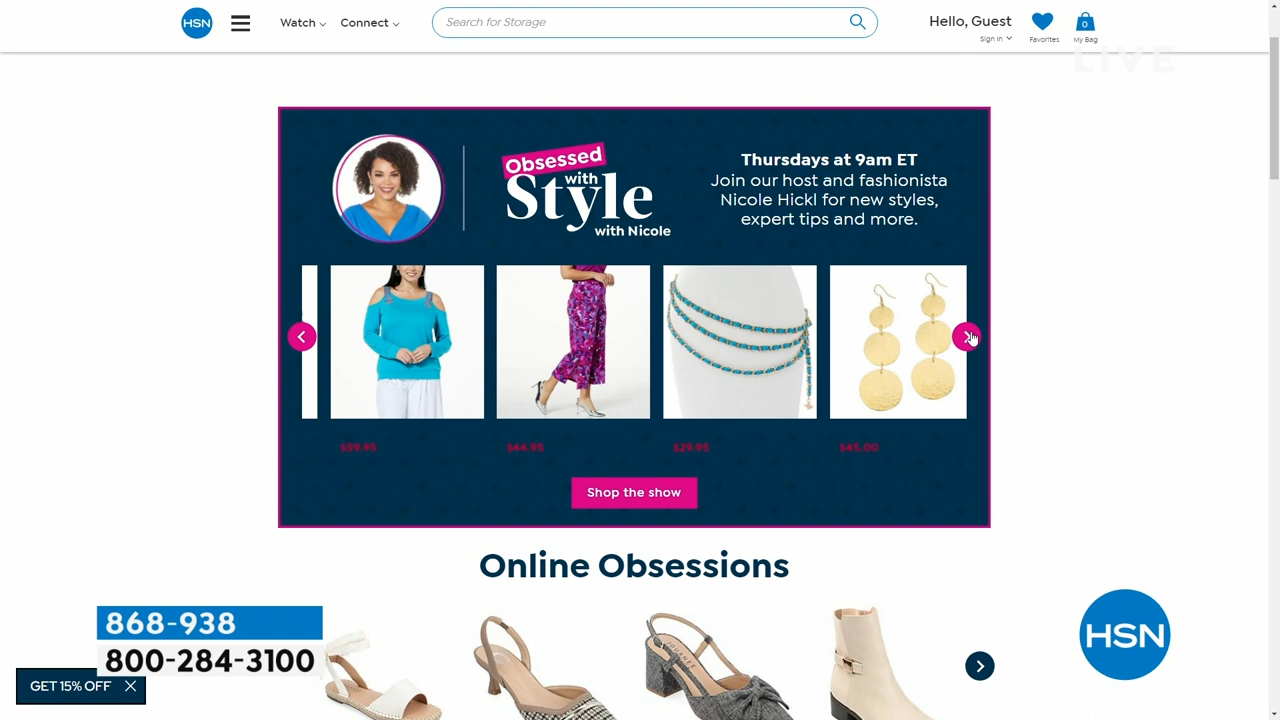 HSN
Watch
Connect
Search for Storage
Hello, Guest
Sign In
Favorites
0
My Bag
LIVE
Obsessed
with
Style
with Nicole
Thursdays at 9am ET
Join our host and fashionista
Nicole Hickl for new styles,
expert tips and more.
$59.95
$44.95
$29.95
$45.00
Shop the show
Online Obsessions
868-938
800-284-3100
GET 15% OFF
HSN